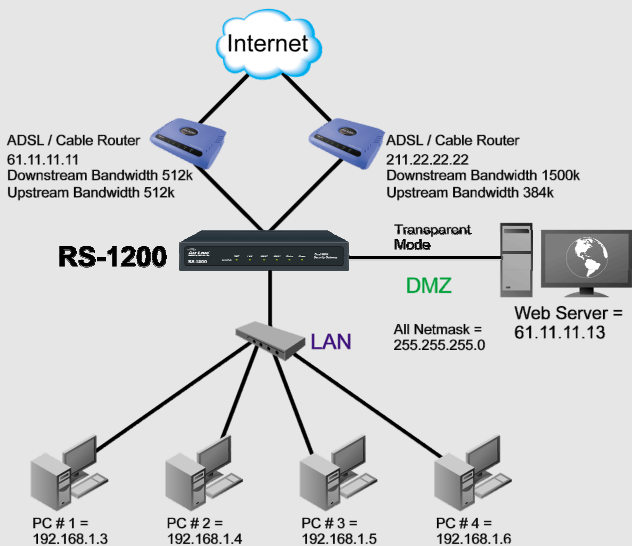 Internet
ADSL / Cable Router
61.11.11.11
Downstream Bandwidth 512k
Upstream Bandwidth 512k
ADSL / Cable Router
211.22.22.22
Downstream Bandwidth 1500k
Upstream Bandwidth 384k
RS-1200
RS-1200
Transparent
Mode
DMZ
Web Server =
61.11.11.13
All Netmask =
255.255.255.0
LAN
PC # 1 =
192.168.1.3
PC # 2 =
192.168.1.4
PC # 3 =
192.168.1.5
PC # 4 =
192.168.1.6